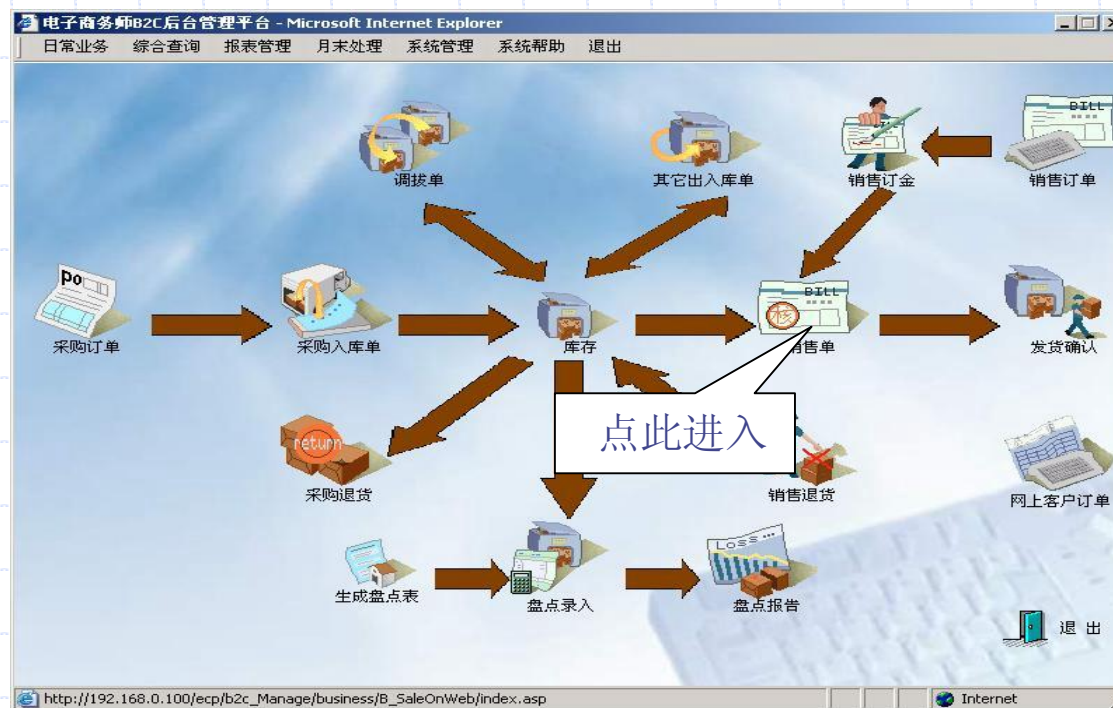 电子商务师B2C后台管理平台 - Microsoft Internet Explorer
日常业务 综合查询 报表管理 月末处理 系统管理 系统帮助 退出
BILL
调拔单 其它出入库单 销售订金 销售订单
po
BILL
核
采购订单 采购入库单 库存 销售单 发货确认
点此进入
return
采购退货 销售退货 网上客户订单
LOSS
生成盘点表 盘点录入 盘点报告
退 出
http://192.168.0.100/ecp/b2c_Manage/business/B_SaleOnWeb/index.asp Internet